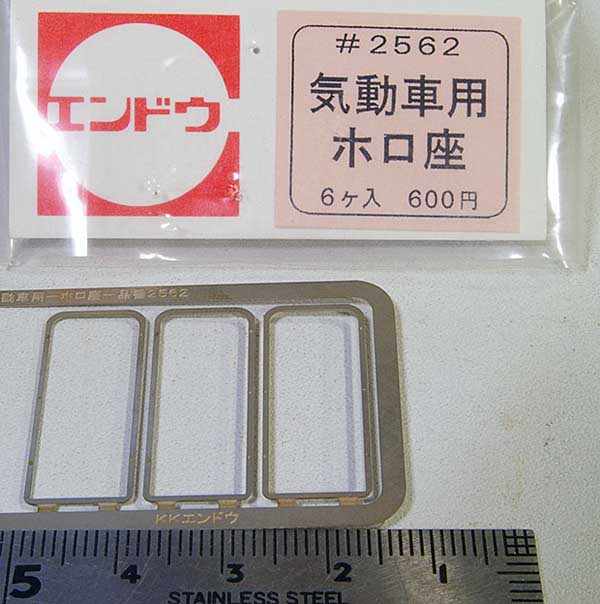 エンドウ
#2562
気動車用
ホロ座
6ヶ入 600円
動車用ーホロ座ー品番2562
KKエンドウ
5 4 3 2 1
STAINLESS STEEL